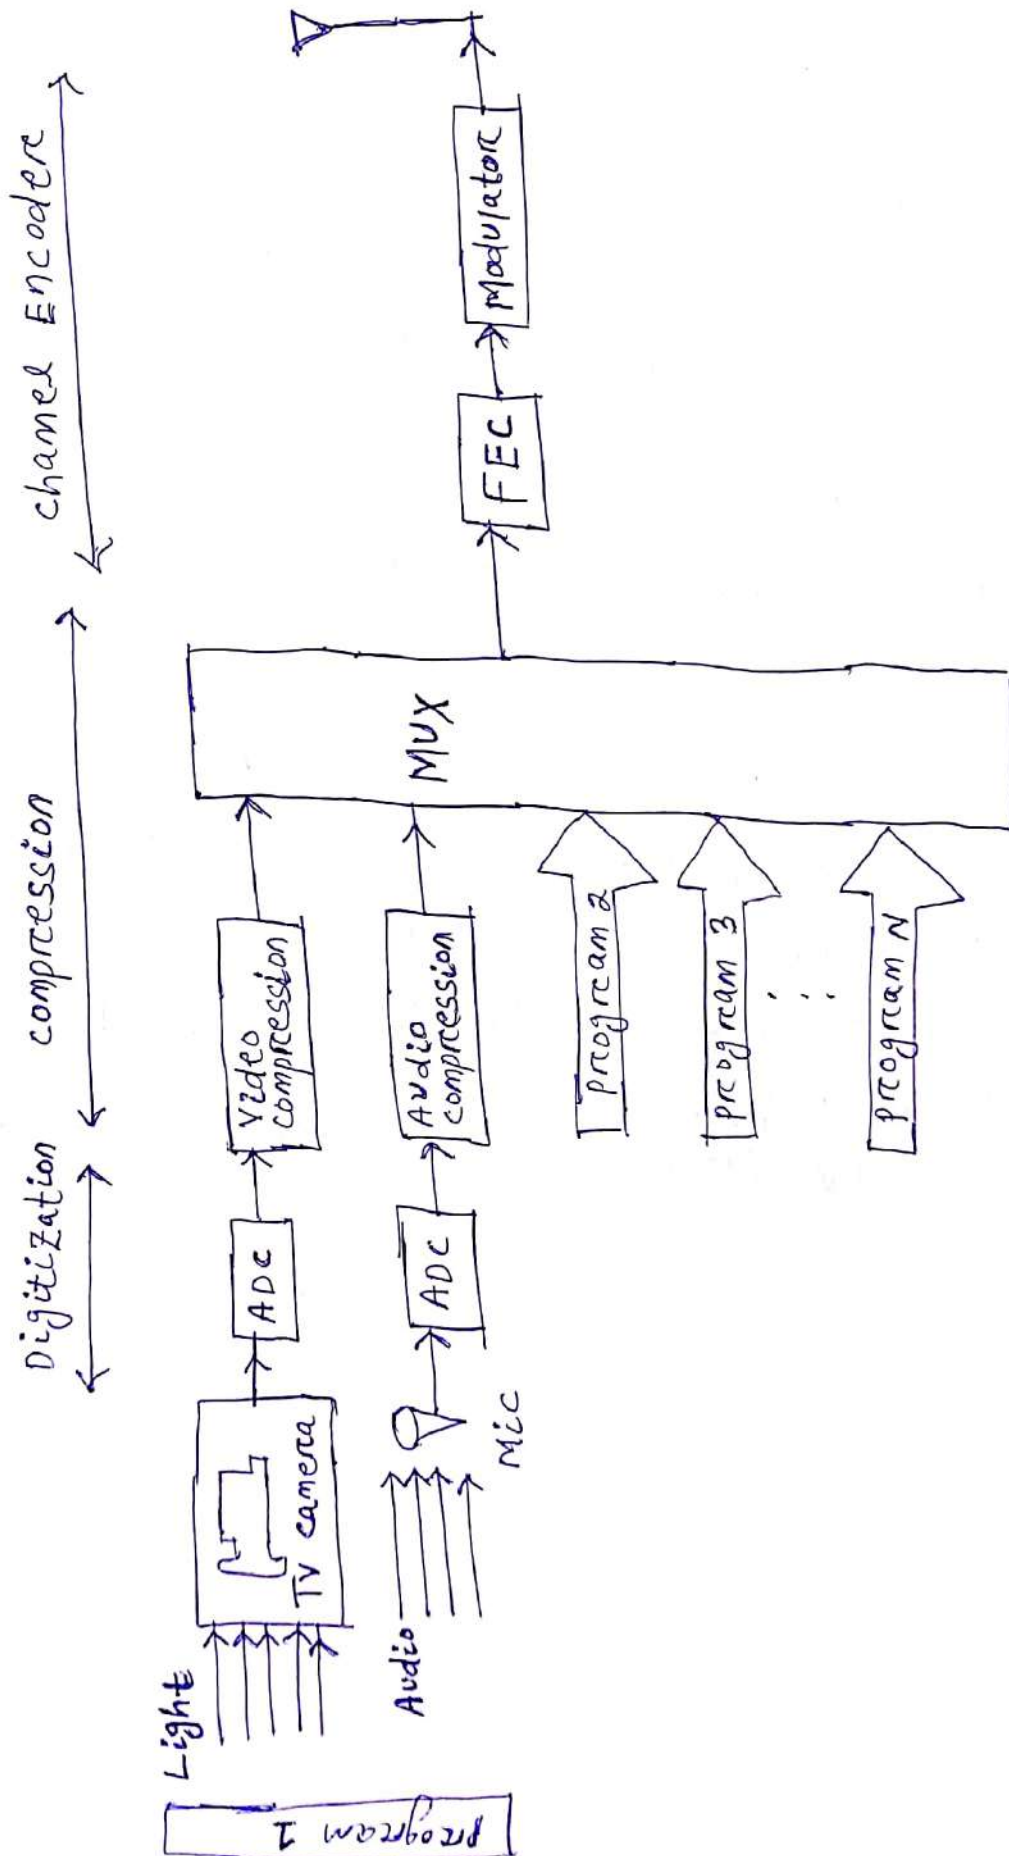 Digitization
compression
channel Encoder
Program 1
Light
TV camera
ADC
Video
compression
MUX
FEC
Modulator
Audio
Mic
ADC
Audio
compression
Program 2
Program 3
Program N